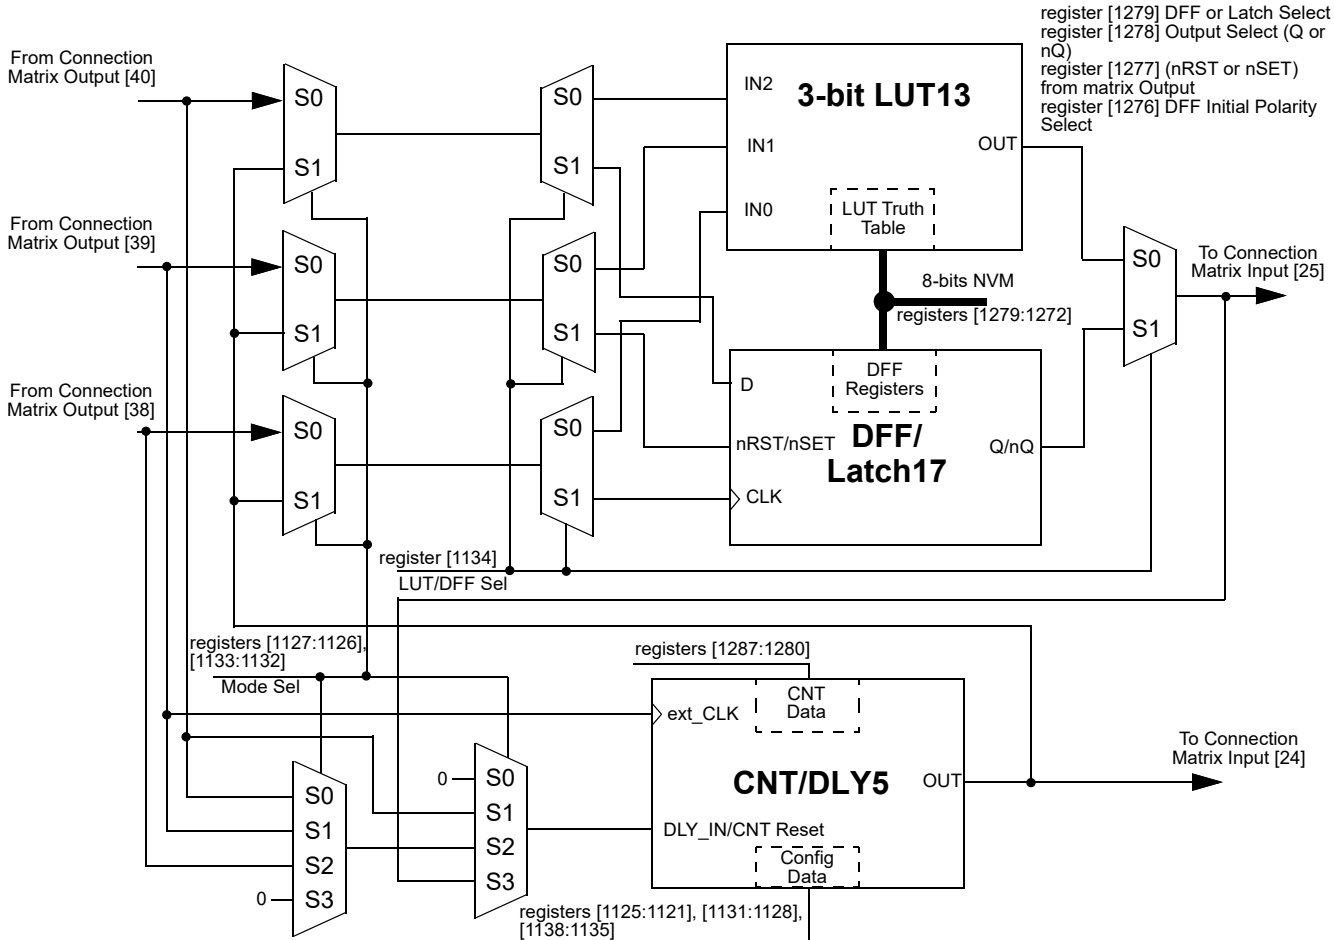 register [1279] DFF or Latch Select
register [1278] Output Select (Q or
nQ)
register [1277] (nRST or nSET)
from matrix Output
register [1276] DFF Initial Polarity
Select
From Connection
Matrix Output [40]
S0
S1
S0
S1
IN2
3-bit LUT13
IN1
OUT
IN0
LUT Truth
Table
From Connection
Matrix Output [39]
S0
S1
S0
S1
8-bits NVM
registers [1279:1272]
S0
S1
To Connection
Matrix Input [25]
From Connection
Matrix Output [38]
S0
S1
S0
S1
D
DFF
Registers
nRST/nSET
DFF/
Latch17
Q/nQ
CLK
register [1134]
LUT/DFF Sel
registers [1127:1126],
[1133:1132]
Mode Sel
registers [1287:1280]
CNT
Data
ext_CLK
CNT/DLY5
OUT
To Connection
Matrix Input [24]
DLY_IN/CNT Reset
Config
Data
S0
S1
S2
0
S3
0
S0
S1
S2
S3
registers [1125:1121], [1131:1128],
[1138:1135]